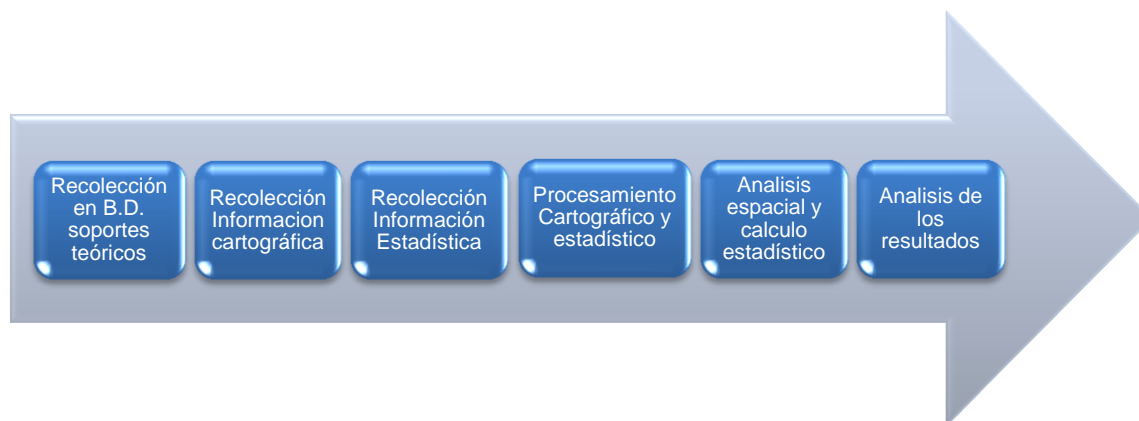 Recolección
en B.D.
soportes
teóricos
Recolección
Informacion
cartográfica
Recolección
Información
Estadística
Procesamiento
Cartográfico y
estadístico
Analisis
espacial y
calculo
estadístico
Analisis de
los
resultados